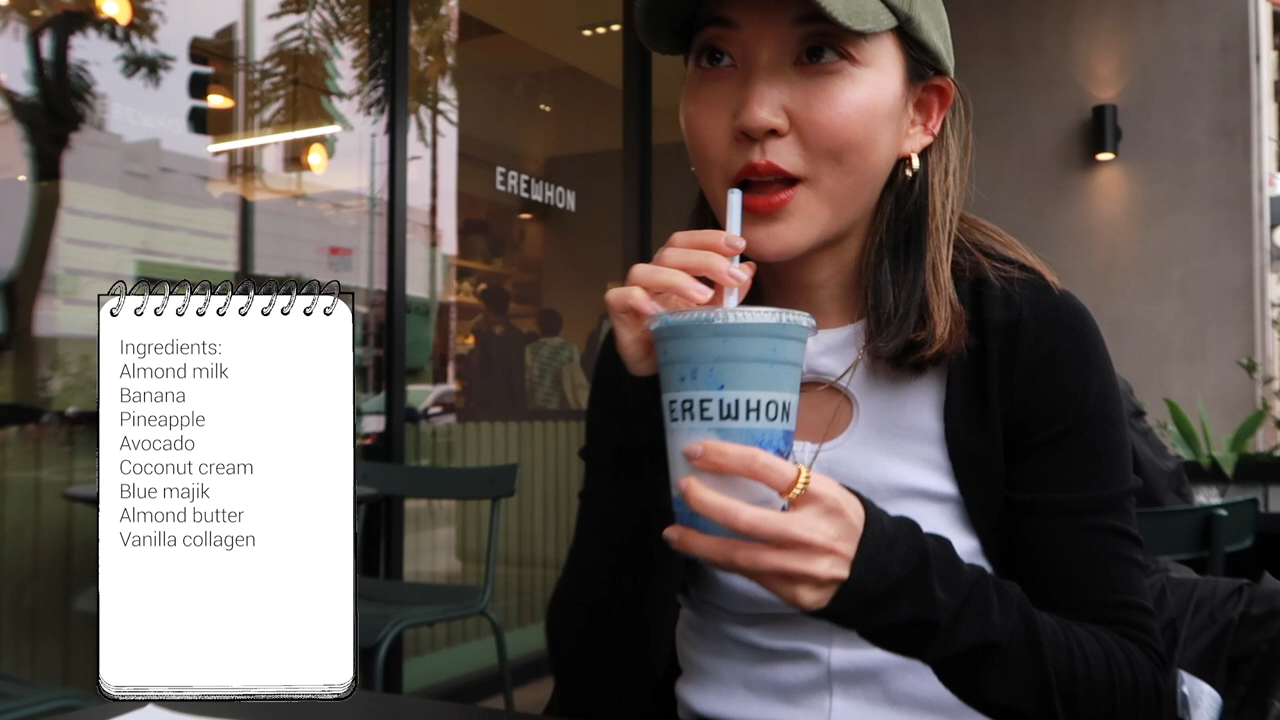 EREWHON
EREWHON
Ingredients:
Almond milk
Banana
Pineapple
Avocado
Coconut cream
Blue majik
Almond butter
Vanilla collagen